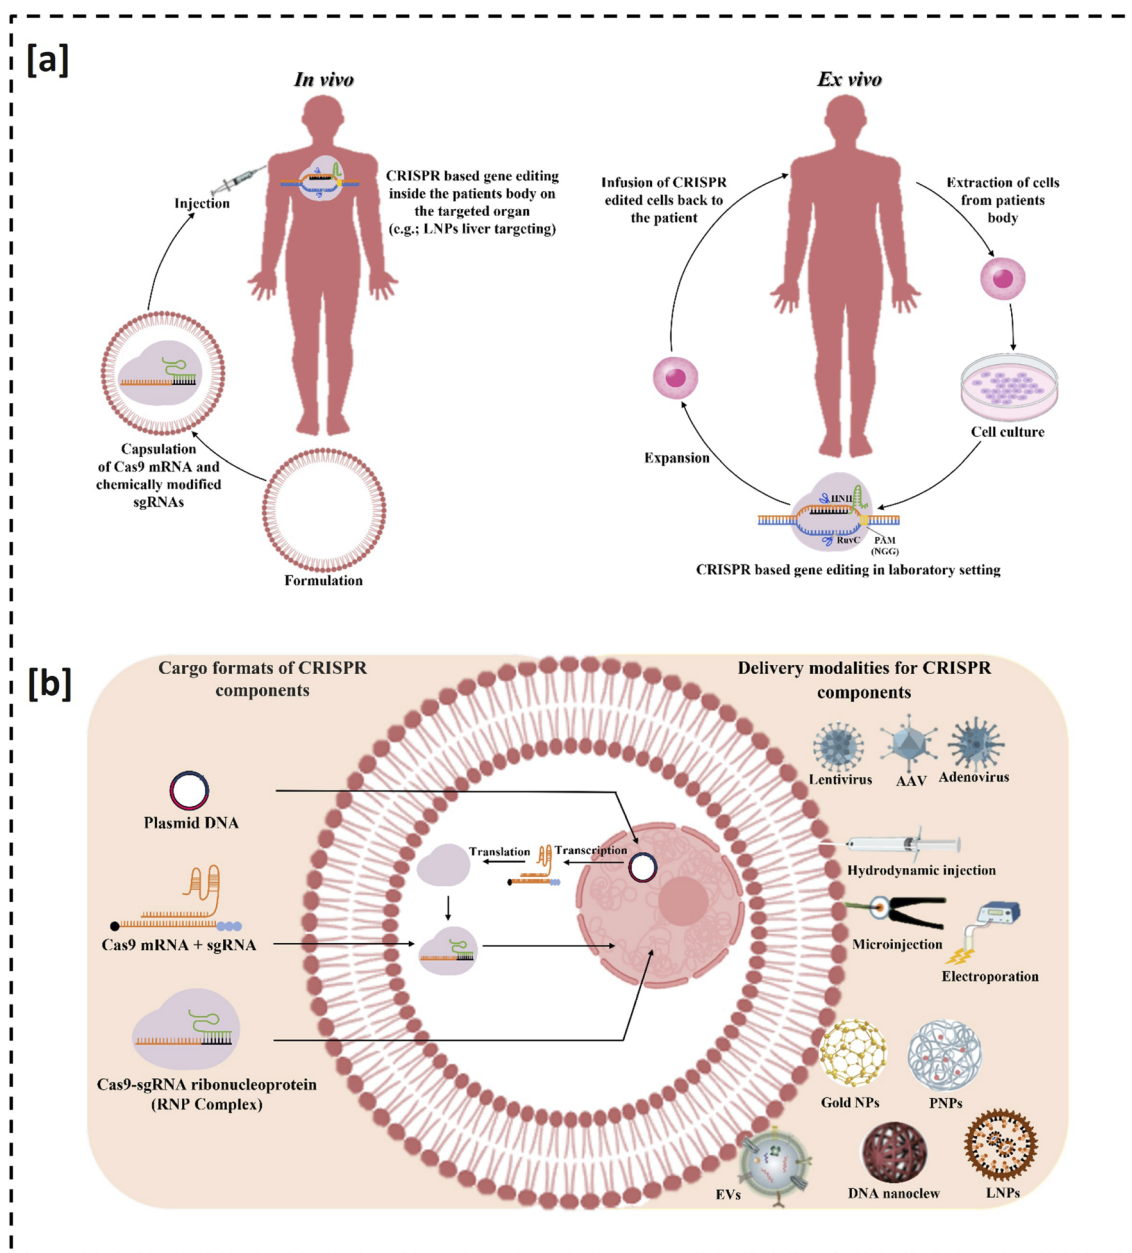 [a]
In vivo
Injection
CRISPR based gene editing
inside the patients body on
the targeted organ
(e.g.; LNPs liver targeting)
Capsulation
of Cas9 mRNA and
chemically modified
sgRNAs
Formulation
Ex vivo
Infusion of CRISPR
edited cells back to
the patient
Extraction of cells
from patients
body
Cell culture
Expansion
HNH
RuvC
PAM
(NGG)
CRISPR based gene editing in laboratory setting
[b]
Cargo formats of CRISPR
components
Plasmid DNA
Cas9 mRNA + sgRNA
Cas9-sgRNA ribonucleoprotein
(RNP Complex)
Translation
Transcription
Delivery modalities for CRISPR
components
Lentivirus
AAV
Adenovirus
Hydrodynamic injection
Microinjection
Electroporation
Gold NPs
PNPs
EVs
DNA nanoclew
LNPs